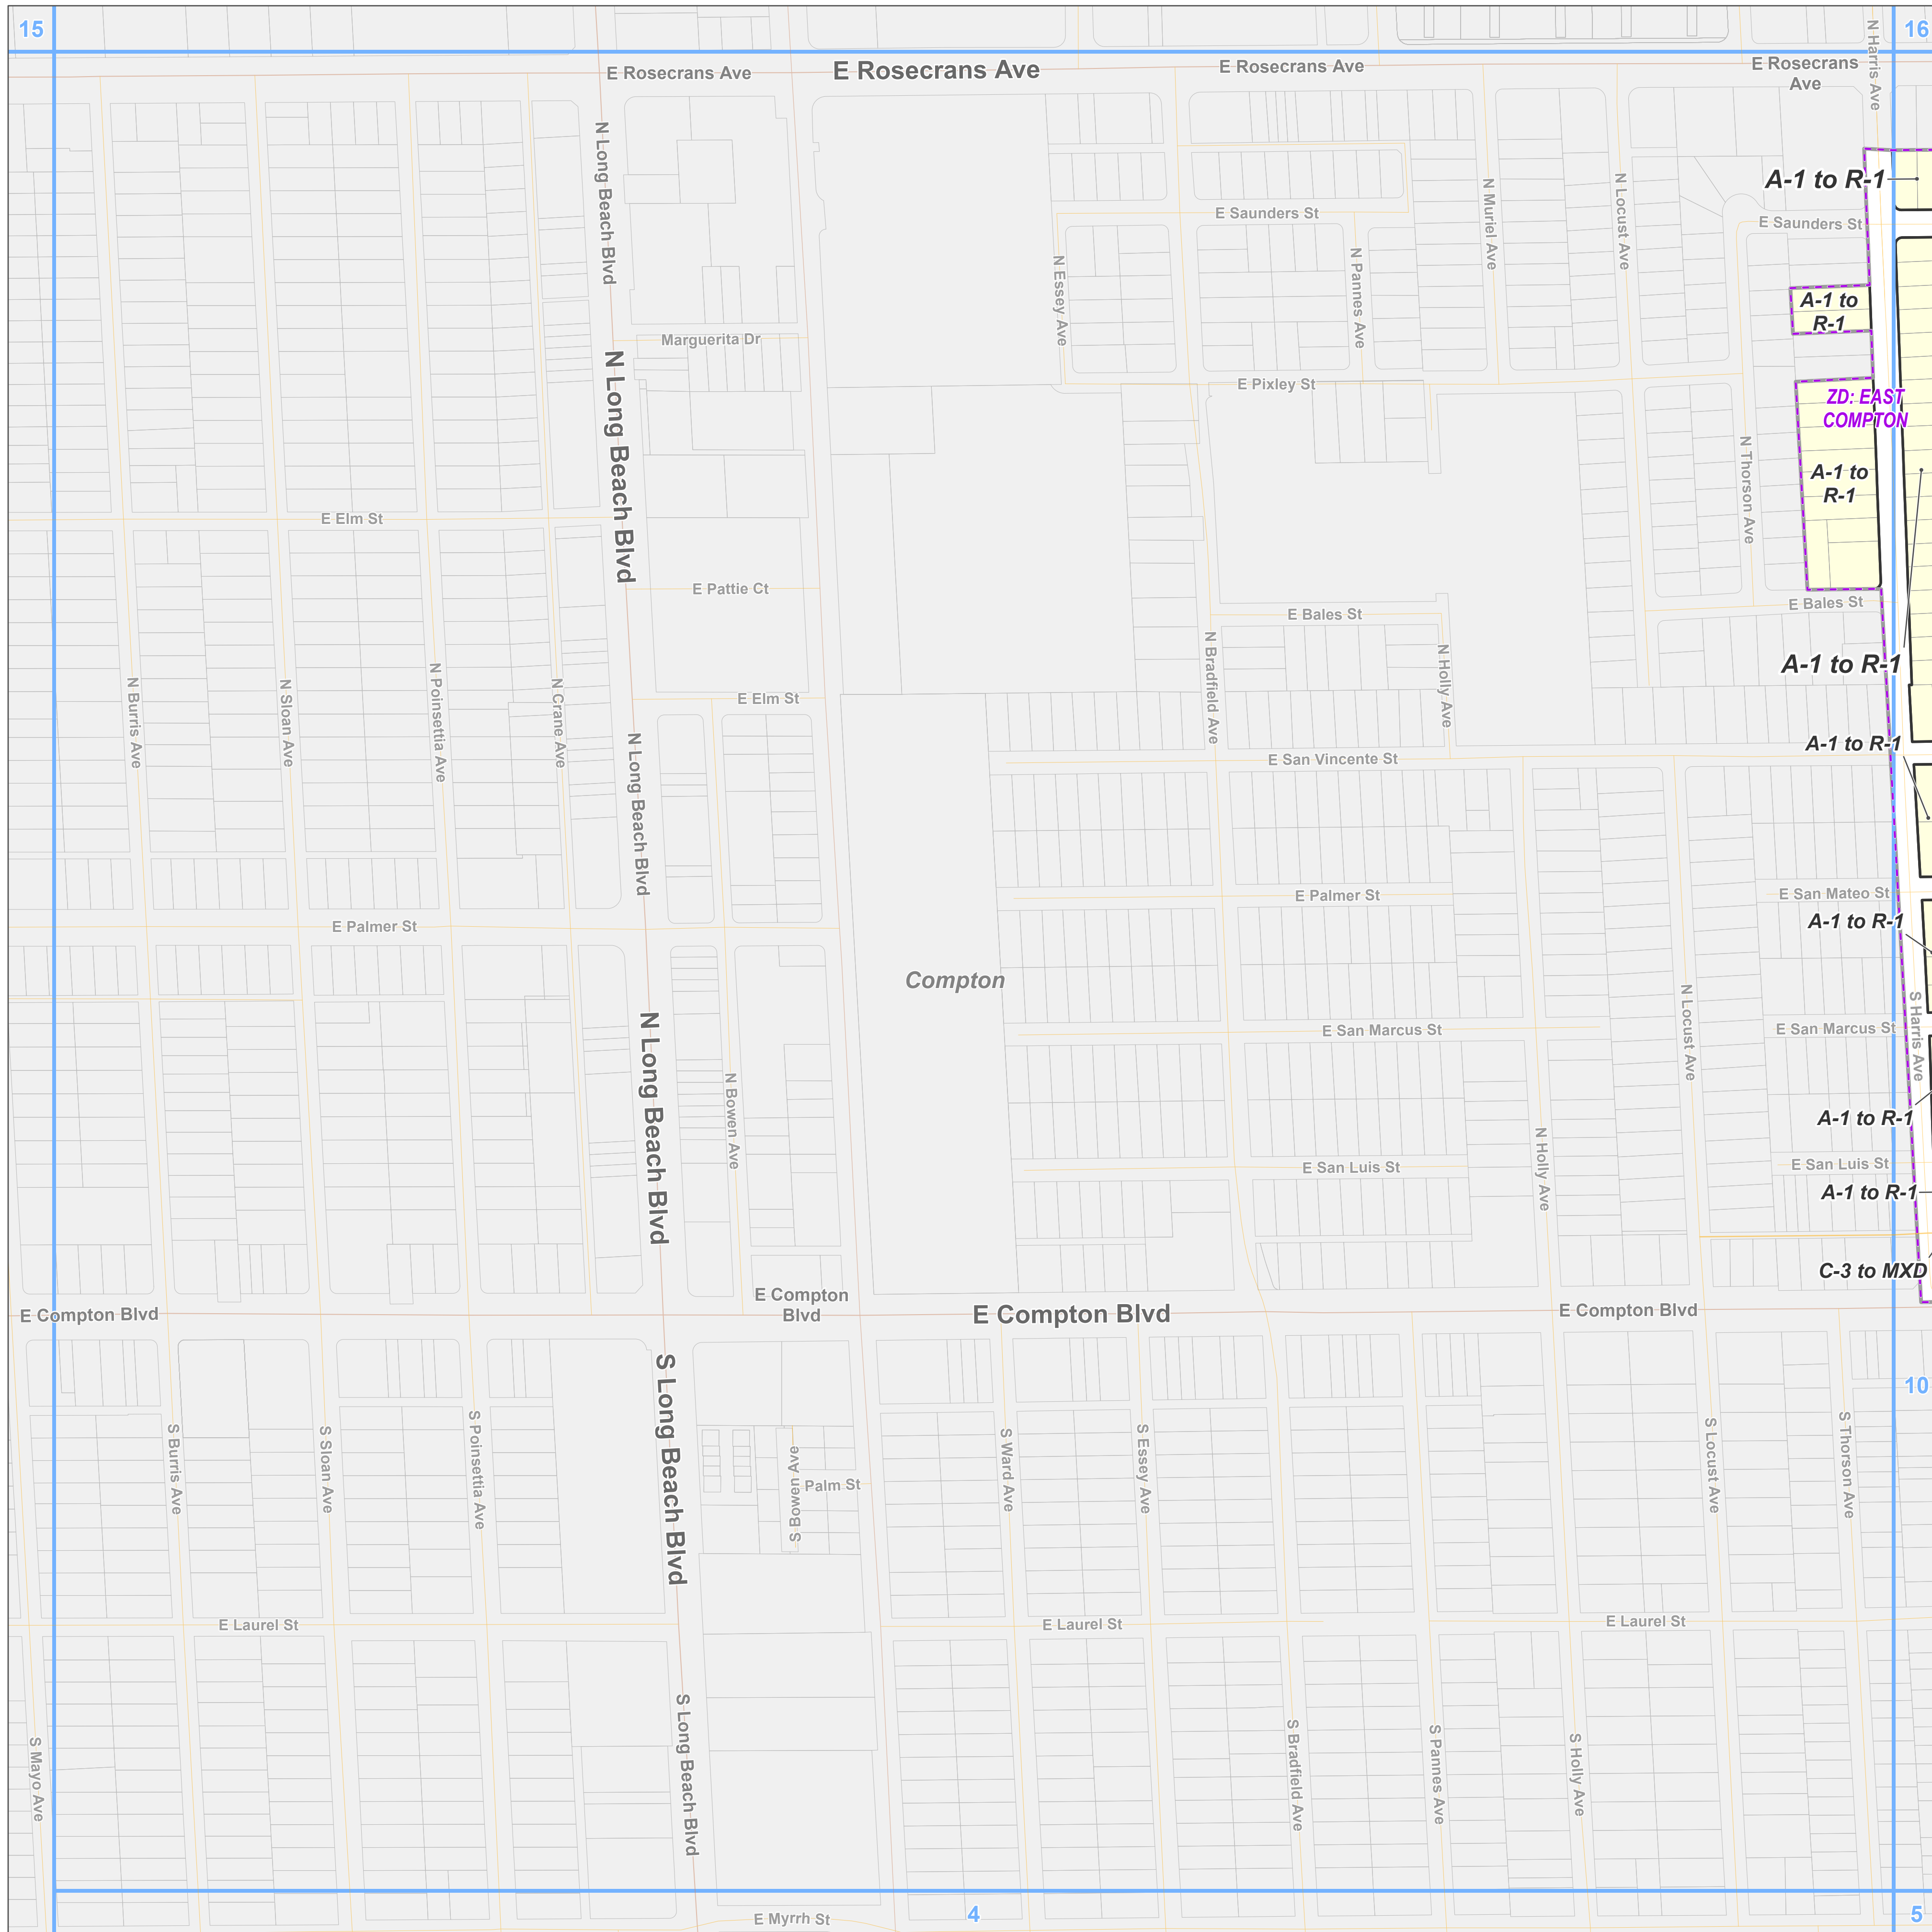 15
16
E Rosecrans Ave
E Rosecrans Ave
E Rosecrans Ave
E Rosecrans
Ave
N Harris Ave
N Long Beach Blvd
A-1 to R-1
N Muriel Ave
N Locust Ave
E Saunders St
E Saunders St
N Essey Ave
N Pannes Ave
A-1 to
R-1
Marguerita Dr
N Long Beach Blvd
E Pixley St
ZD: EAST
COMPTON
N Thorson Ave
A-1 to
R-1
E Elm St
E Pattie Ct
E Bales St
E Bales St
N Bradfield Ave
N Holly Ave
A-1 to R-1
N Burris Ave
N Sloan Ave
N Poinsettia Ave
N Crane Ave
E Elm St
N Long Beach Blvd
E San Vincente St
A-1 to R-1
E Palmer St
E San Mateo St
E Palmer St
A-1 to R-1
Compton
N Long Beach Blvd
N Locust Ave
S Harris Ave
E San Marcus St
E San Marcus St
N Bowen Ave
A-1 to R-1
N Holly Ave
E San Luis St
E San Luis St
A-1 to R-1
C-3 to MXD
E Compton
Blvd
E Compton Blvd
E Compton Blvd
E Compton Blvd
S Long Beach Blvd
10
S Burris Ave
S Sloan Ave
S Poinsettia Ave
S Bowen Ave
Palm St
S Ward Ave
S Essey Ave
S Locust Ave
S Thorson Ave
E Laurel St
E Laurel St
E Laurel St
S Mayo Ave
S Long Beach Blvd
S Bradfield Ave
S Pannes Ave
S Holly Ave
E Myrrh St
4
5